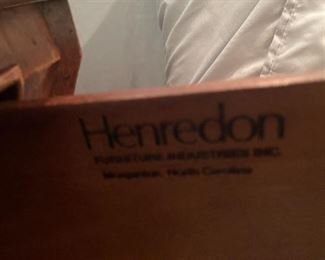 Henredon
FURNITURE INDUSTRIES INC.
Morganton, North Carolina